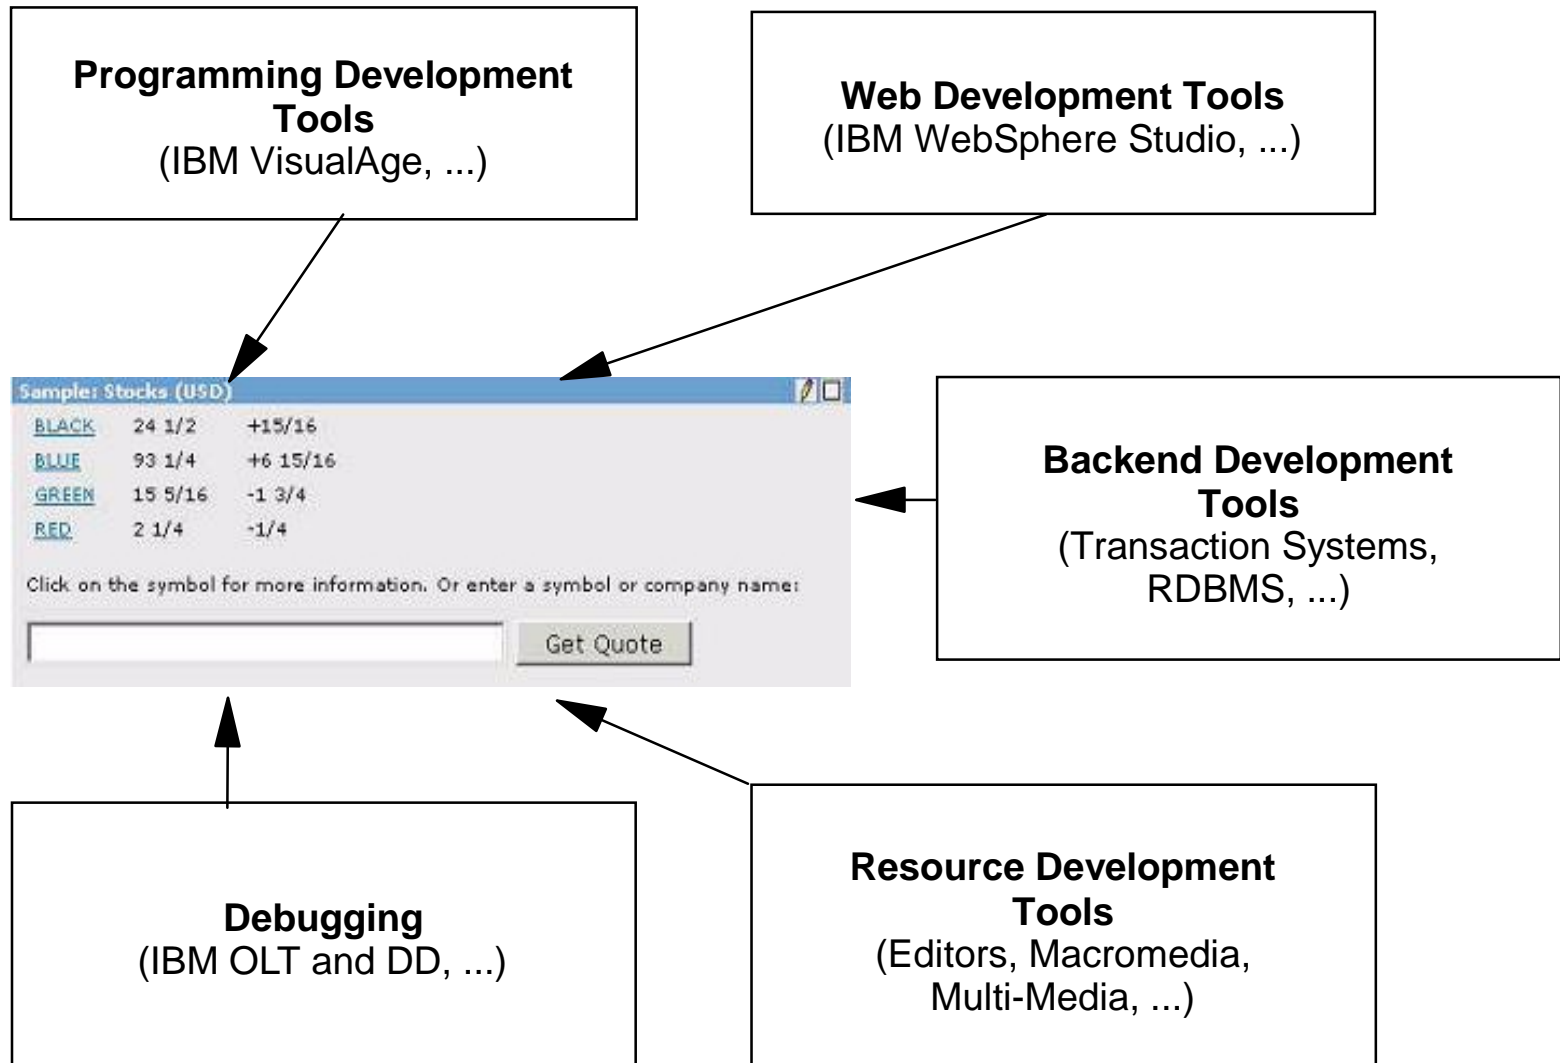 Programming Development
Tools
(IBM VisualAge, ...)
Web Development Tools
(IBM WebSphere Studio, ...)
Sample: Stocks (USD)
BLACK 24 1/2 +15/16
BLUE 93 1/4 +6 15/16
GREEN 15 5/16 -1 3/4
RED 2 1/4 -1/4
Click on the symbol for more information. Or enter a symbol or company name:
Get Quote
Backend Development
Tools
(Transaction Systems,
RDBMS, ...)
Debugging
(IBM OLT and DD, ...)
Resource Development
Tools
(Editors, Macromedia,
Multi-Media, ...)